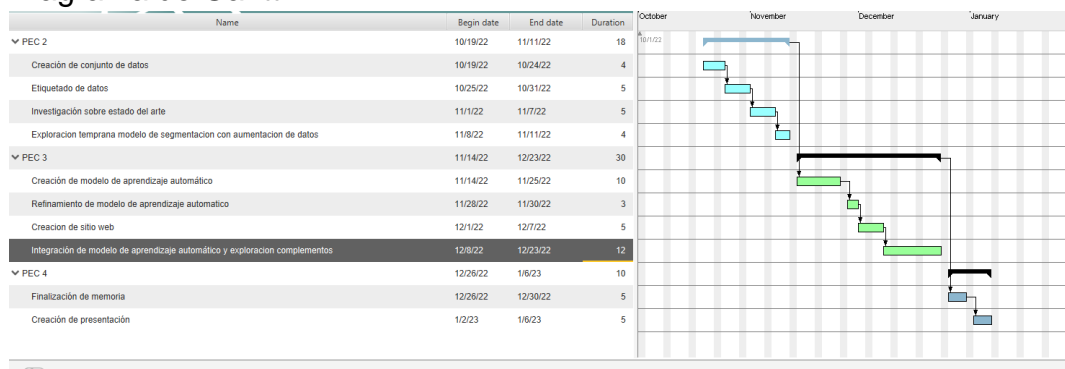 Name Begin date End date Duration October November December January
10/1/22
PEC 2 10/19/22 11/11/22 18
Creación de conjunto de datos 10/19/22 10/24/22 4
Etiquetado de datos 10/25/22 10/31/22 5
Investigación sobre estado del arte 11/1/22 11/7/22 5
Exploracion temprana modelo de segmentacion con aumentacion de datos 11/8/22 11/11/22 4
PEC 3 11/14/22 12/23/22 30
Creación de modelo de aprendizaje automático 11/14/22 11/25/22 10
Refinamiento de modelo de aprendizaje automatico 11/28/22 11/30/22 3
Creacion de sitio web 12/1/22 12/7/22 5
Integración de modelo de aprendizaje automático y exploracion complementos 12/8/22 12/23/22 12
PEC 4 12/26/22 1/6/23 10
Finalización de memoria 12/26/22 12/30/22 5
Creación de presentación 1/2/23 1/6/23 5